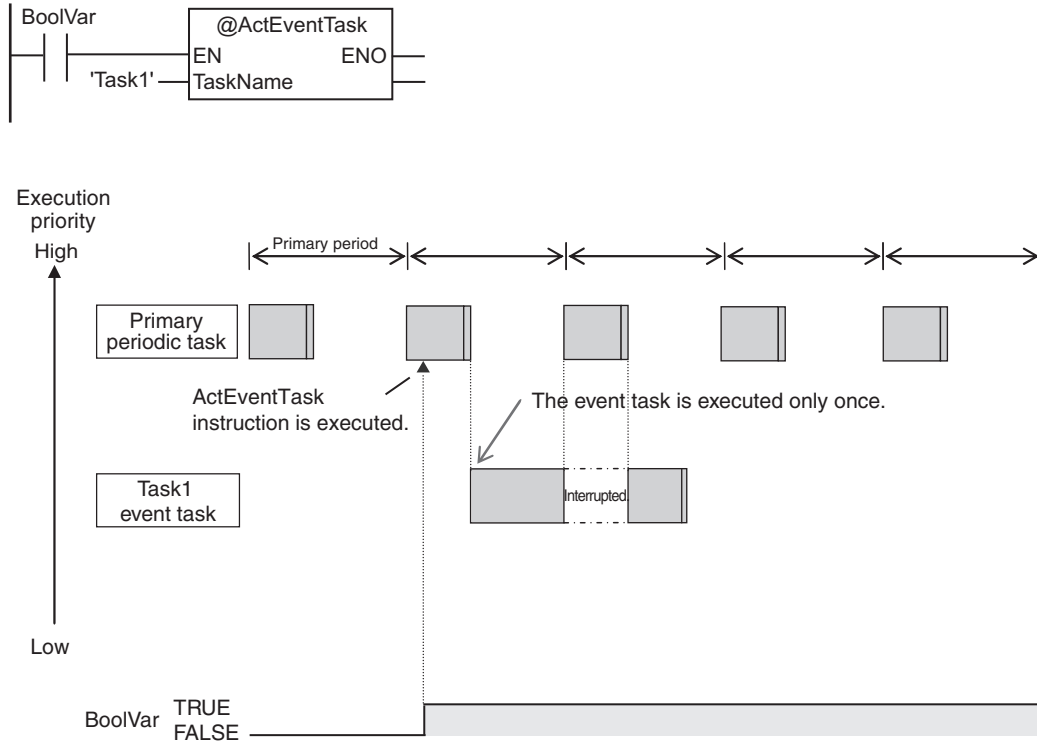 BoolVar
@ActEventTask
EN ENO
'Task1' TaskName
Execution
priority
High
Primary period
Primary
periodic task
ActEventTask
instruction is executed.
The event task is executed only once.
Task1
event task
Interrupted.
Low
BoolVar TRUE
FALSE